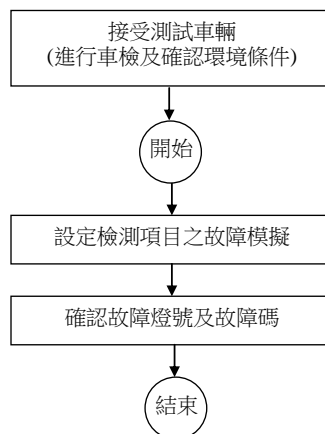 接受測試車輛
(進行車檢及確認環境條件)
開始
設定檢測項目之故障模擬
確認故障燈號及故障碼
結束